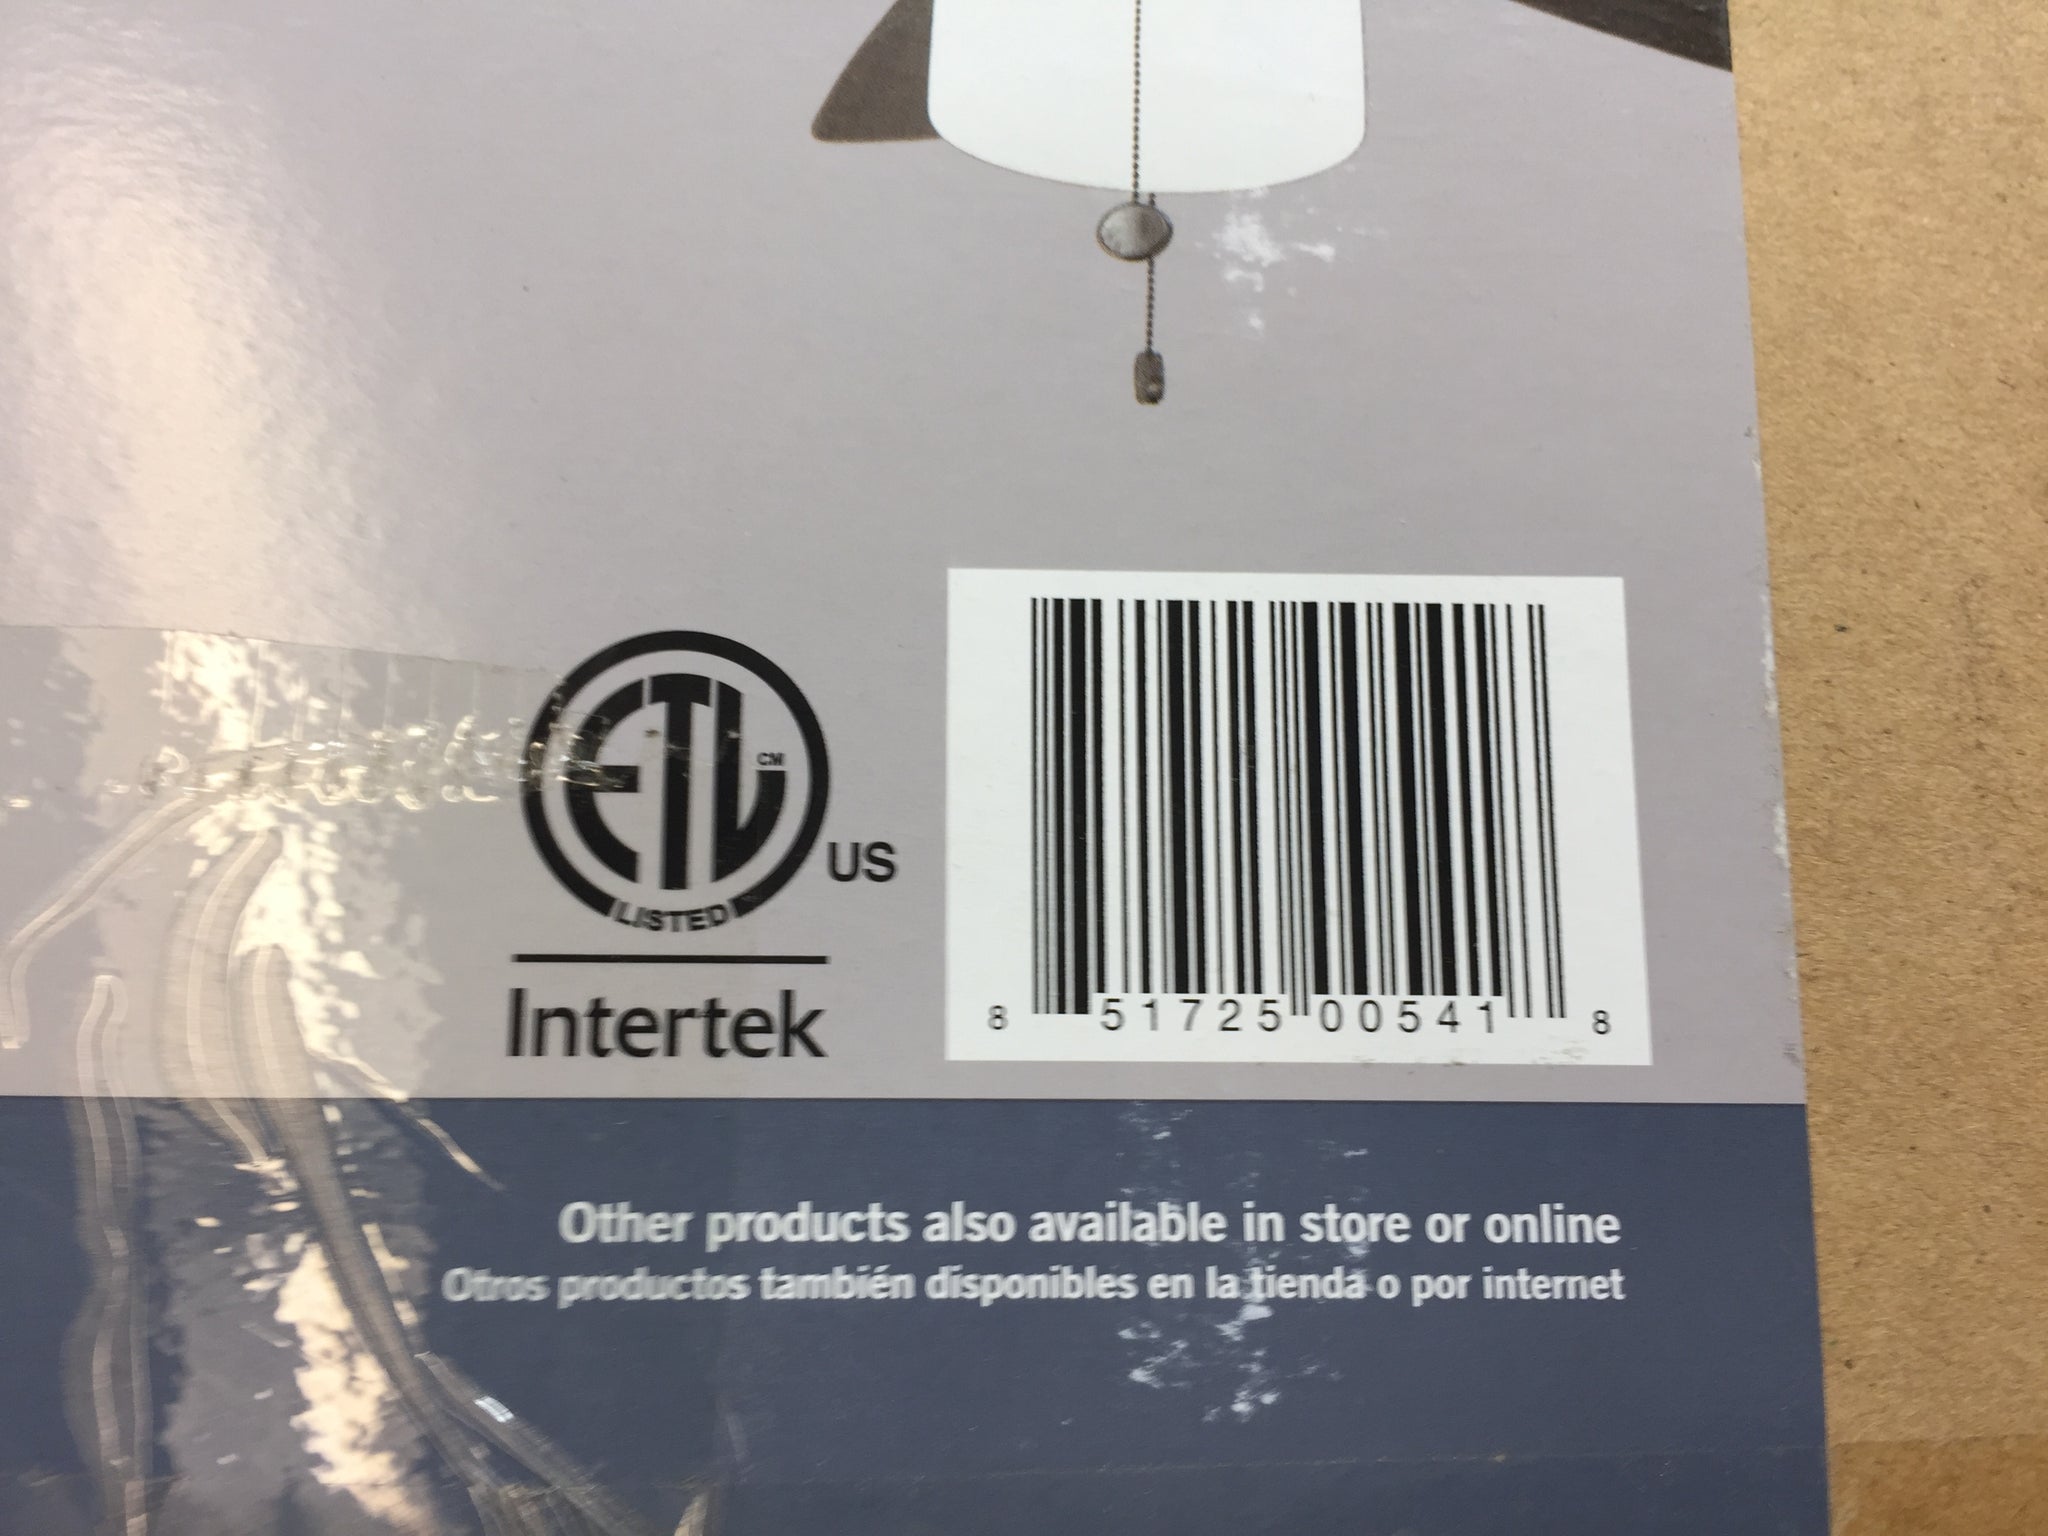 ETL
CM
LISTED
US
Intertek
8 51725 00541 8
Other products also available in store or online
Otros productos también disponibles en la tienda o por internet